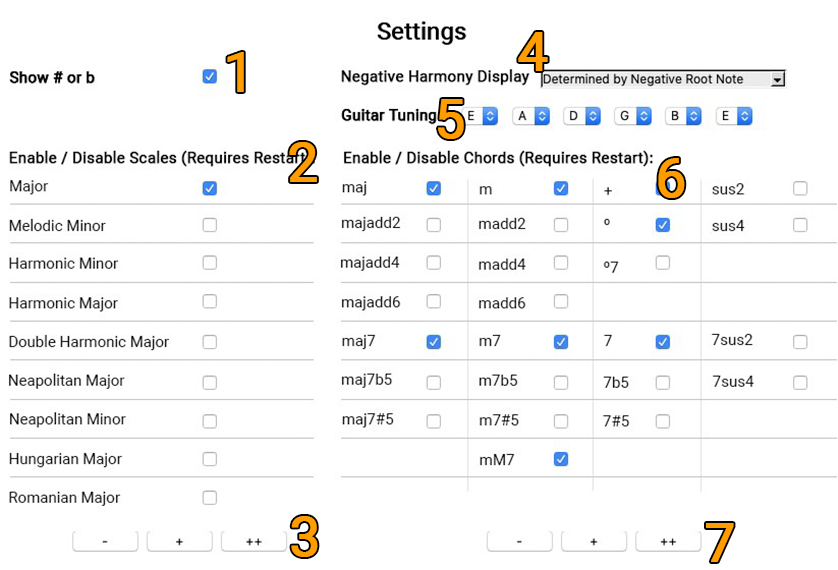 Settings
Show # or b
1
Negative Harmony Display
4
Determined by Negative Root Note
Guitar Tuning
5
E A D G B E
Enable / Disable Scales (Requires Restart
2
Enable / Disable Chords (Requires Restart):
6
Major
Melodic Minor
Harmonic Minor
Harmonic Major
Double Harmonic Major
Neapolitan Major
Neapolitan Minor
Hungarian Major
Romanian Major
- + ++
3
maj m + sus2
majadd2 madd2 º sus4
majadd4 madd4 º7
majadd6 madd6
maj7 m7 7 7sus2
maj7b5 m7b5 7b5 7sus4
maj7#5 m7#5 7#5
mM7
- + ++
7